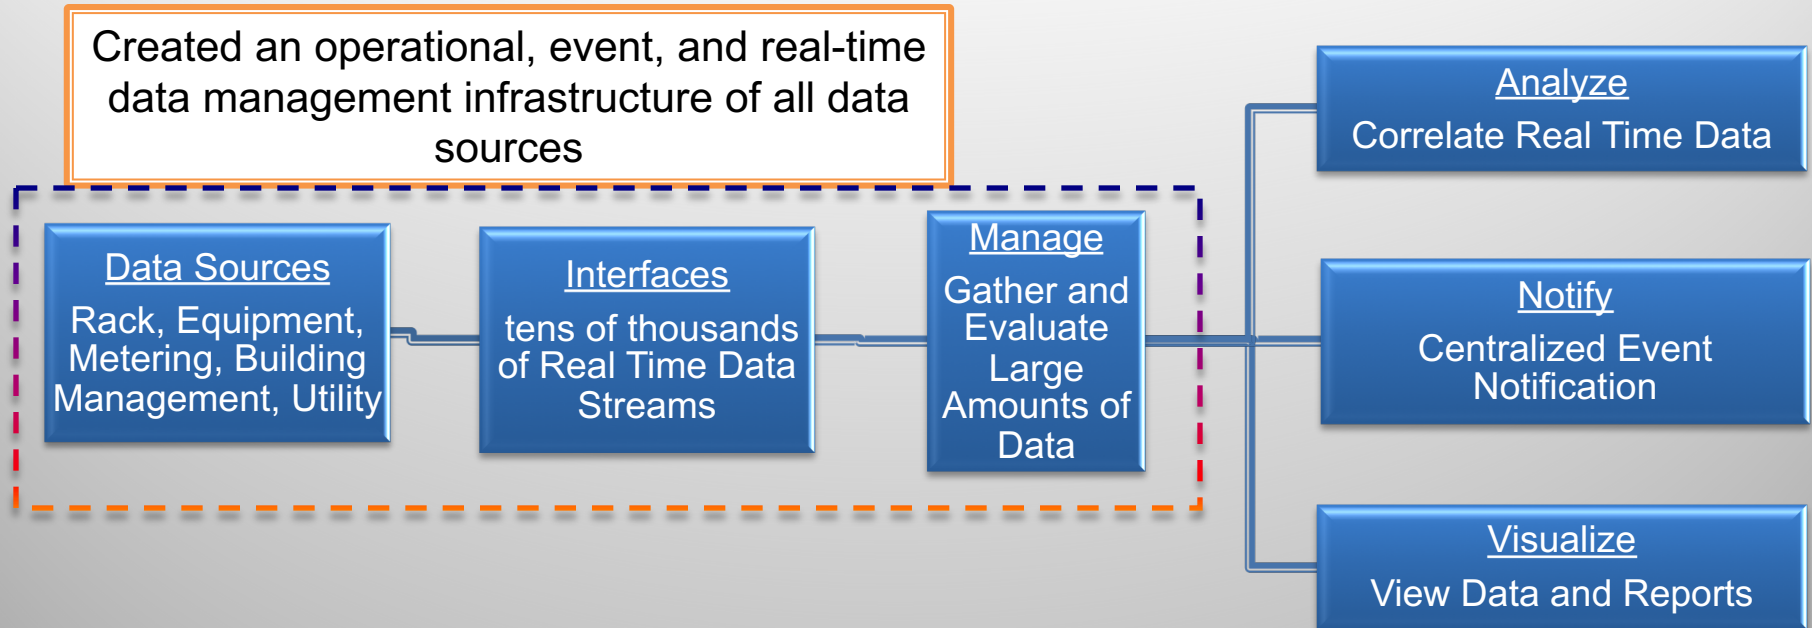 Created an operational, event, and real-time
data management infrastructure of all data
sources
Data Sources
Rack, Equipment,
Metering, Building
Management, Utility
Interfaces
tens of thousands
of Real Time Data
Streams
Manage
Gather and
Evaluate
Large
Amounts of
Data
Analyze
Correlate Real Time Data
Notify
Centralized Event
Notification
Visualize
View Data and Reports